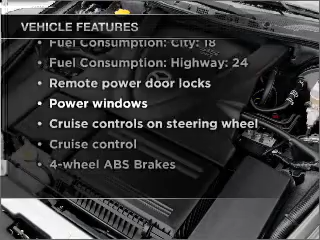 VEHICLE FEATURES
• Fuel Consumption: City: 18
• Fuel Consumption: Highway: 24
• Remote power door locks
• Power windows
• Cruise controls on steering wheel
• Cruise control
• 4-wheel ABS Brakes